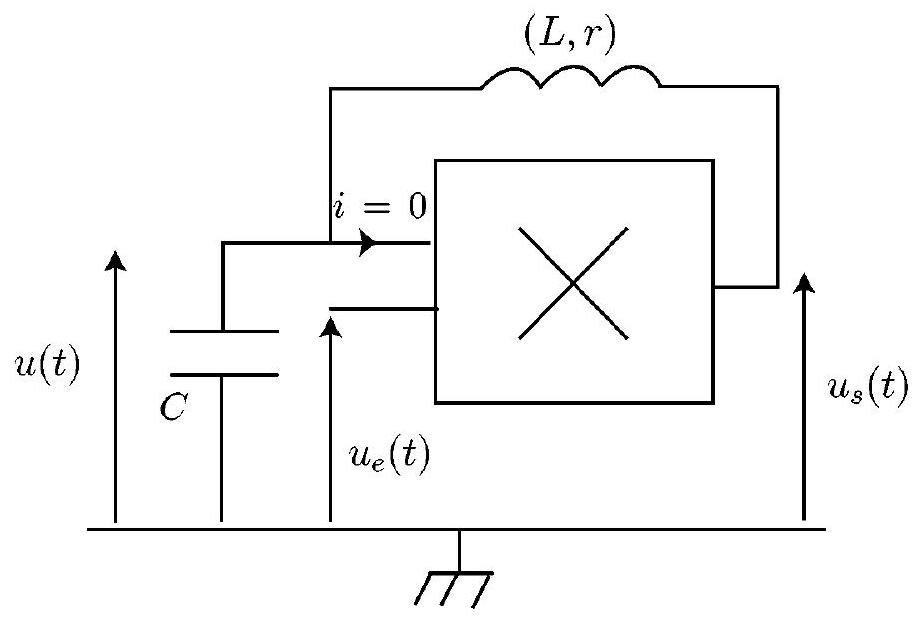 (L, r)
i = 0
u(t)
C
u_e(t)
u_s(t)